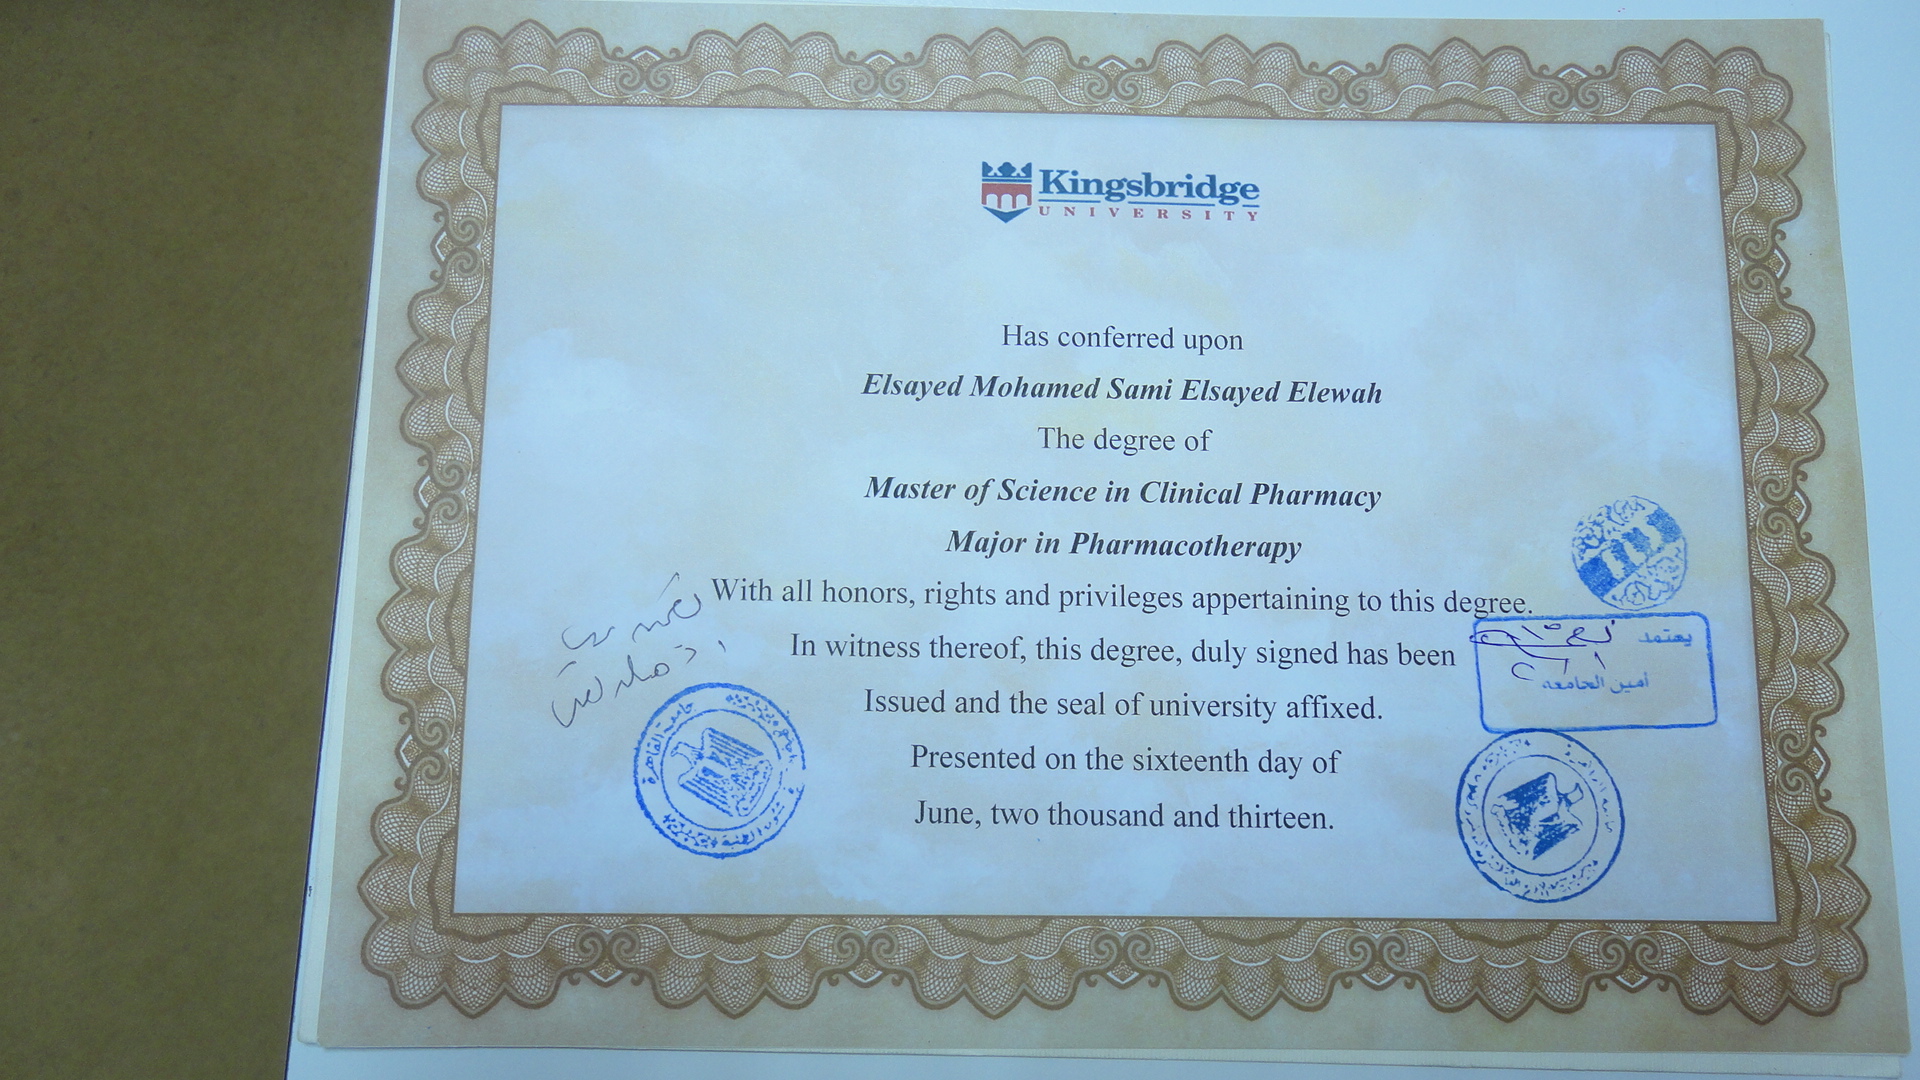 Kingsbridge
UNIVERSITY
Has conferred upon
Elsayed Mohamed Sami Elsayed Elewah
The degree of
Master of Science in Clinical Pharmacy
Major in Pharmacotherapy
With all honors, rights and privileges appertaining to this degree.
In witness thereof, this degree, duly signed has been
Issued and the seal of university affixed.
Presented on the sixteenth day of
June, two thousand and thirteen.
يعتمد
أمين الجامعه
جامعة القاهرة